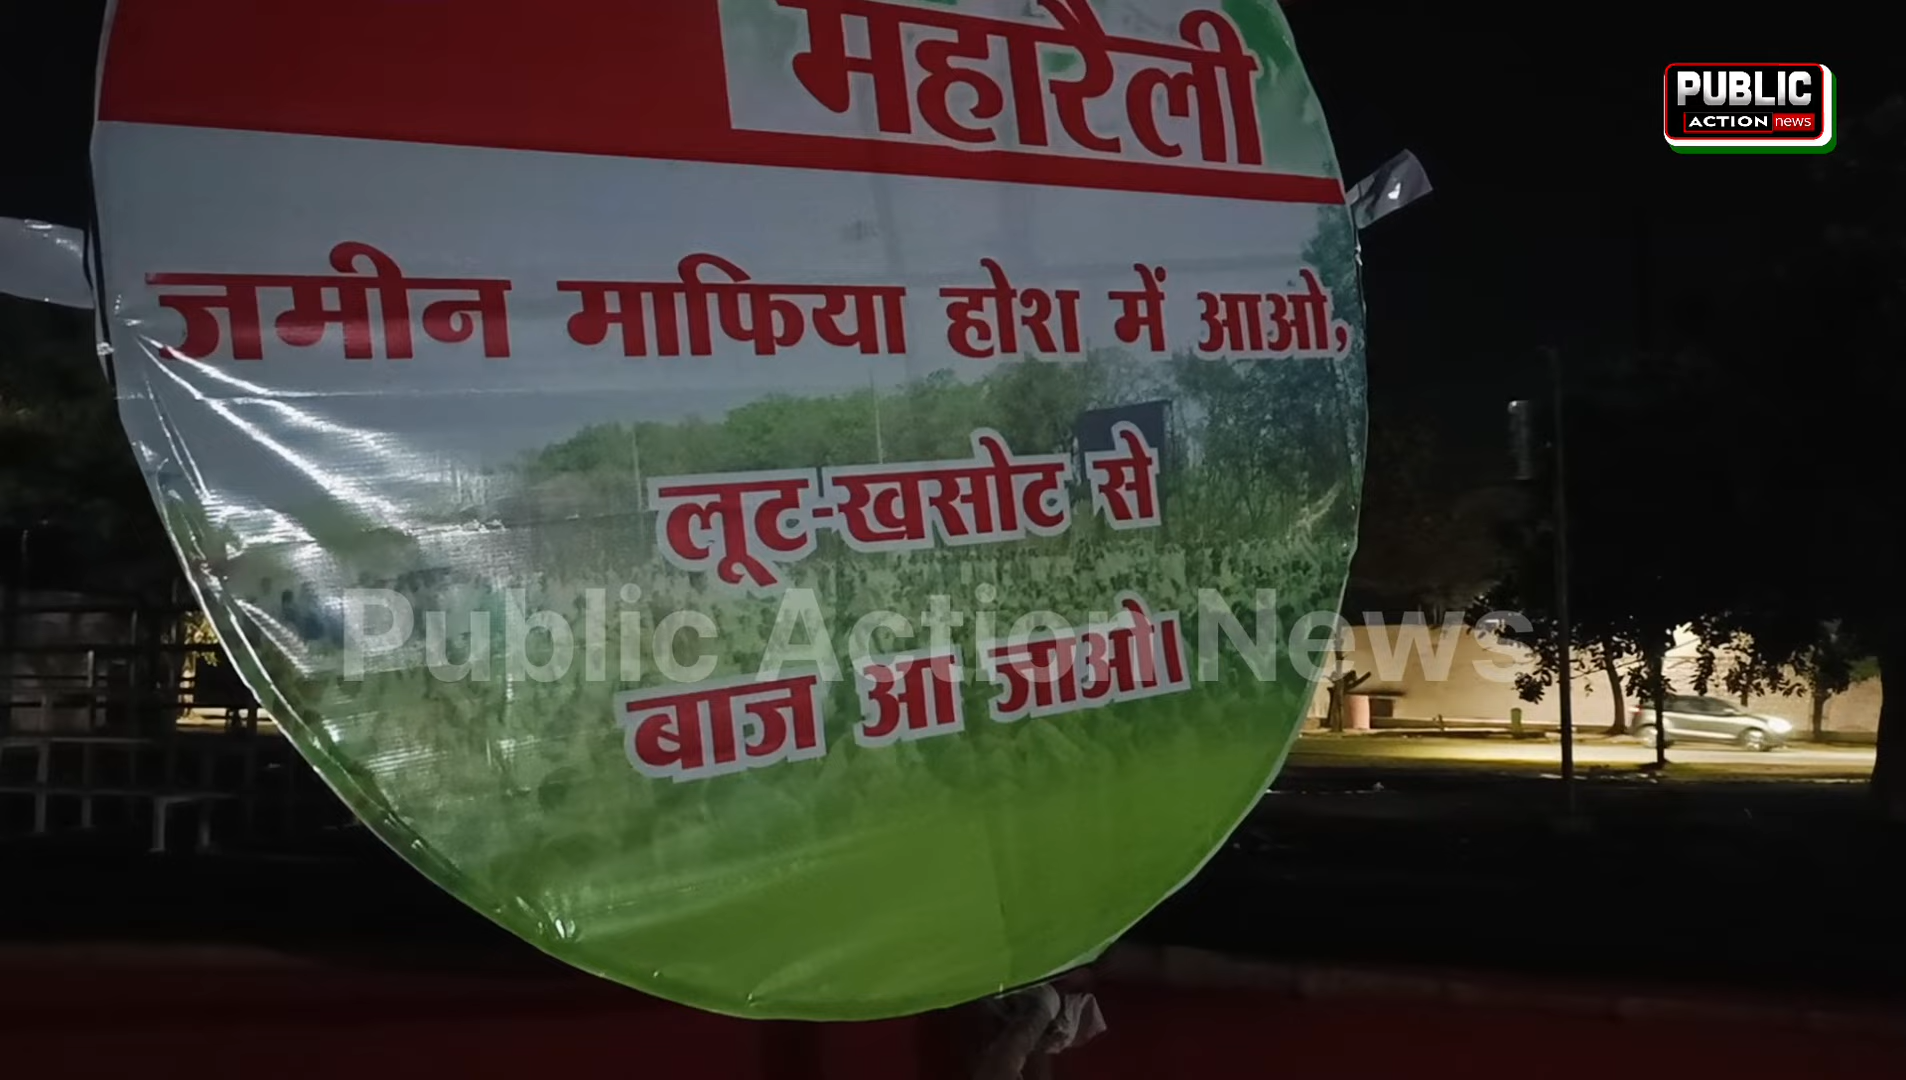 महारैली
PUBLIC
ACTION news
जमीन माफिया होश में आओ,
लूट-खसोट से
Public Action News
बाज आ जाओ।